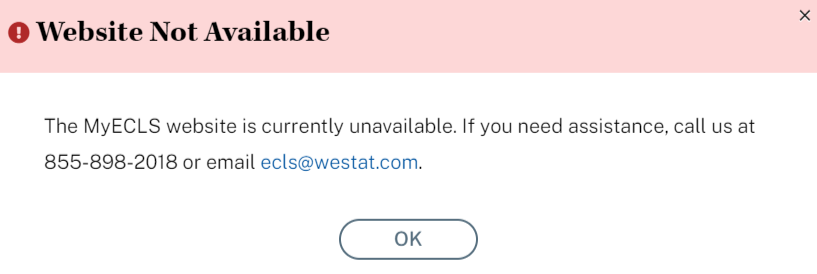 Website Not Available
The MyECLS website is currently unavailable. If you need assistance, call us at
855-898-2018 or email ecls@westat.com.
OK